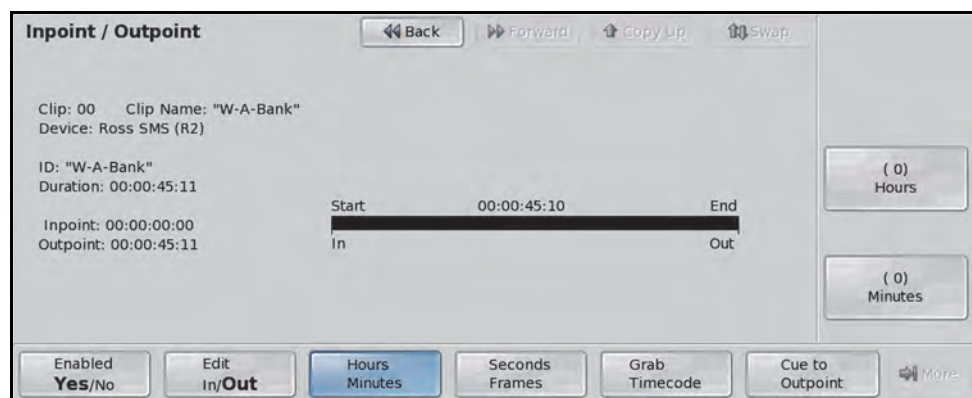 Inpoint / Outpoint
Back
Forward
Copy Up
Swap
Clip: 00 Clip Name: "W-A-Bank"
Device: Ross SMS (R2)
ID: "W-A-Bank"
Duration: 00:00:45:11
Inpoint: 00:00:00:00
Outpoint: 00:00:45:11
Start 00:00:45:10 End
In Out
( 0)
Hours
( 0)
Minutes
Enabled
Yes/No
Edit
In/Out
Hours
Minutes
Seconds
Frames
Grab
Timecode
Cue to
Outpoint
More